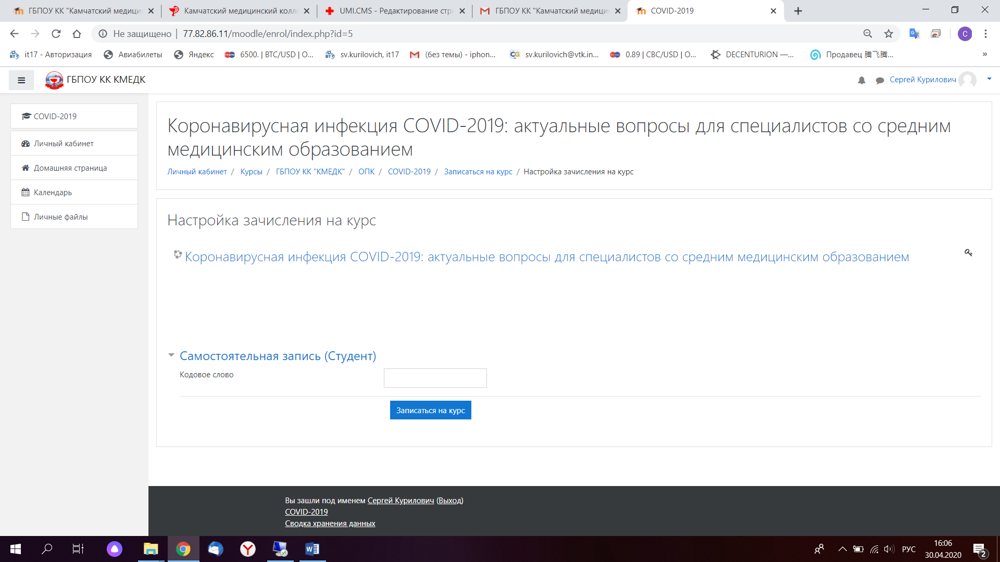 ГБПОУ КК "Камчатский медици
Камчатский медицинский колл
UMI.CMS - Редактирование стра
ГБПОУ КК "Камчатский медици
COVID-2019
Не защищено | 77.82.86.11/moodle/enrol/index.php?id=5
С
it17 - Авторизация
Авиабилеты
Яндекс
6500. | BTC/USD | O...
sv.kurilovich, it17
(без темы) - iphon...
sv.kurilovich@vtk.in...
0.89 | CBC/USD | O...
DECENTURION —...
Продавец 腾飞腾...
»
ГБПОУ КК КМЕДК
Сергей Курилович
COVID-2019
Личный кабинет
Домашняя страница
Календарь
Личные файлы
Коронавирусная инфекция COVID-2019: актуальные вопросы для специалистов со средним
медицинским образованием
Личный кабинет / Курсы / ГБПОУ КК "КМЕДК" / ОПК / COVID-2019 / Записаться на курс / Настройка зачисления на курс
Настройка зачисления на курс
Коронавирусная инфекция COVID-2019: актуальные вопросы для специалистов со средним медицинским образованием
Самостоятельная запись (Студент)
Кодовое слово
Записаться на курс
Вы зашли под именем Сергей Курилович (Выход)
COVID-2019
Сводка хранения данных
РУС
16:06
30.04.2020
2